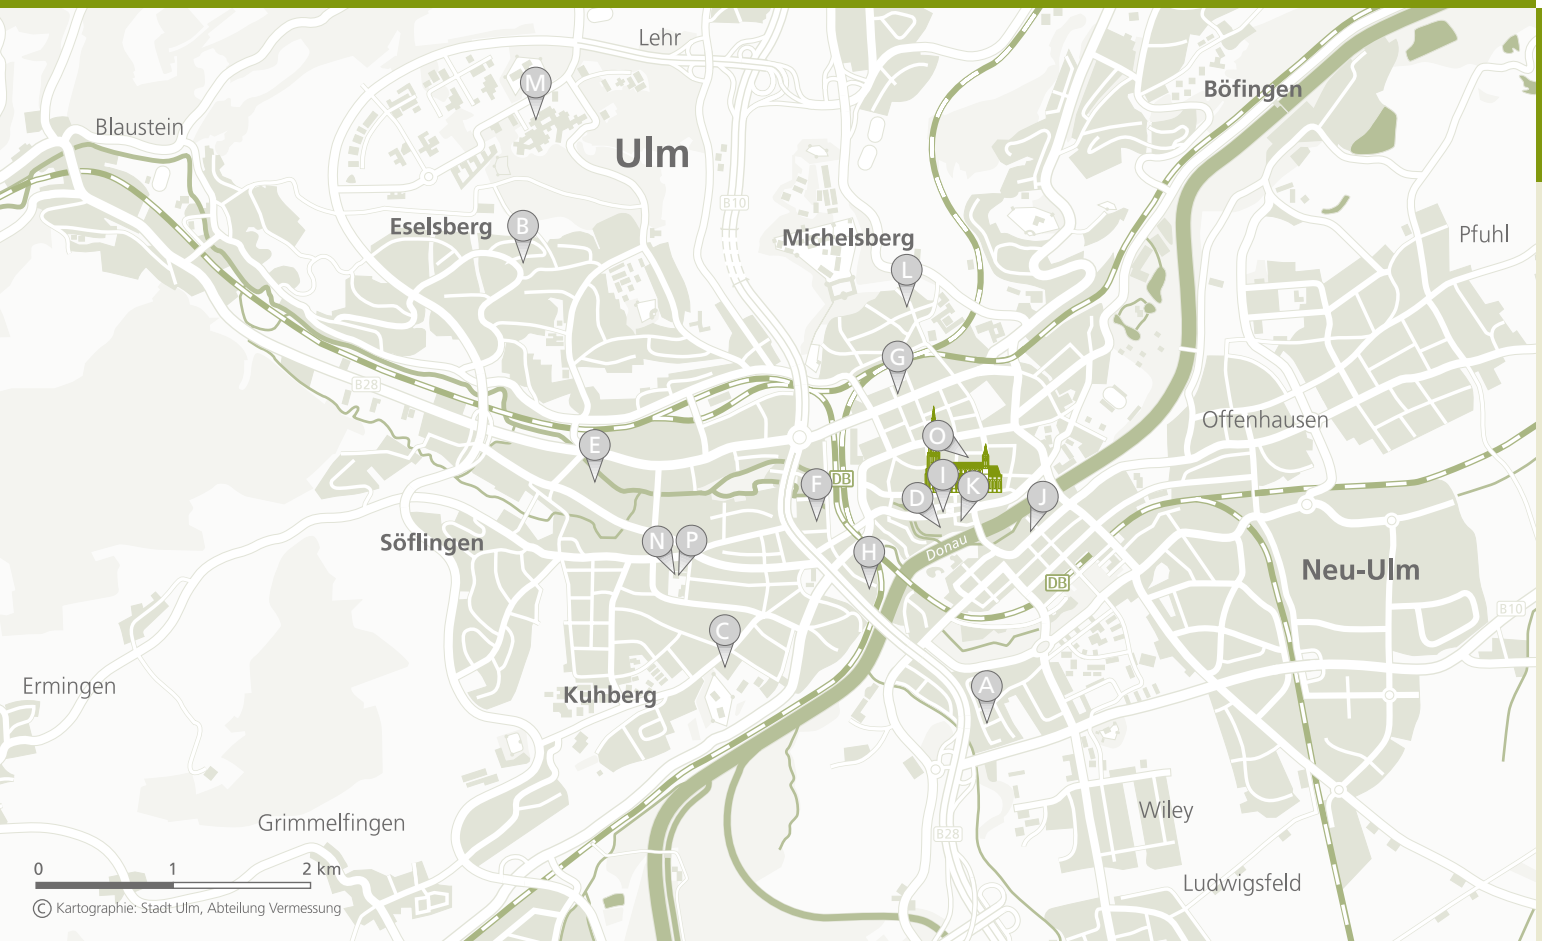 Lehr
M
Böfingen
Blaustein
Ulm
B10
Eselsberg
B
Michelsberg
Pfuhl
L
G
B28
Offenhausen
O
E
F
DB
I
K
D
J
Söflingen
N
P
H
Donau
DB
Neu-Ulm
B10
C
Ermingen
Kuhberg
A
Wiley
Grimmelfingen
B28
0 1 2 km
Ludwigsfeld
© Kartographie: Stadt Ulm, Abteilung Vermessung